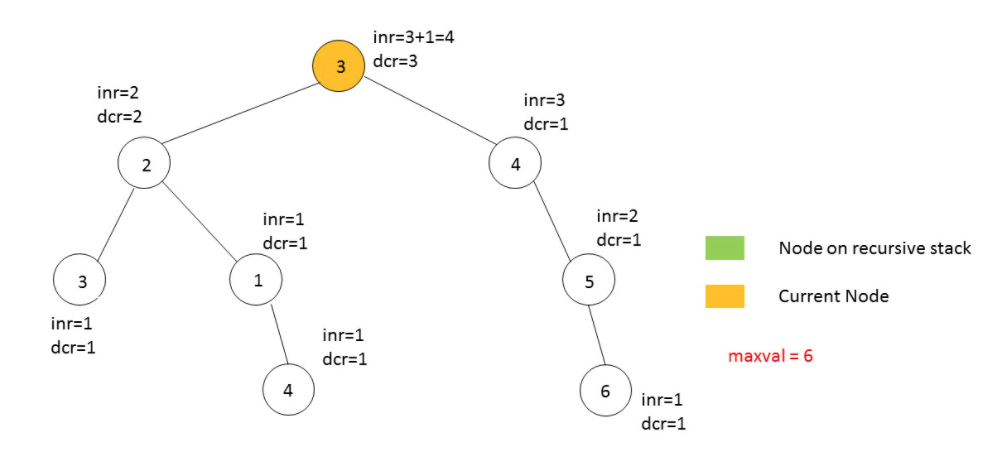 inr=3+1=4
dcr=3
3
inr=2
dcr=2
2
inr=3
dcr=1
4
inr=1
dcr=1
1
inr=2
dcr=1
5
3
inr=1
dcr=1
inr=1
dcr=1
4
6
inr=1
dcr=1
Node on recursive stack
Current Node
maxval = 6